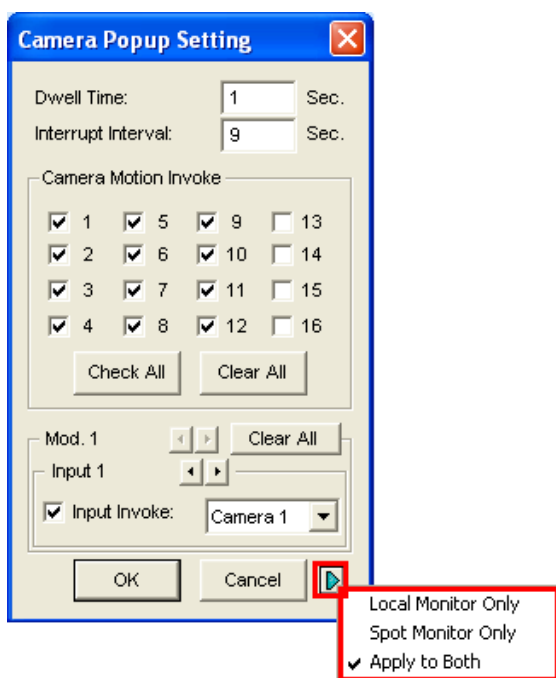 Camera Popup Setting
Dwell Time: 1 Sec.
Interrupt Interval: 9 Sec.
Camera Motion Invoke
1 5 9 13
2 6 10 14
3 7 11 15
4 8 12 16
Check All Clear All
Mod. 1 Clear All
Input 1
Input Invoke: Camera 1
OK Cancel
Local Monitor Only
Spot Monitor Only
Apply to Both